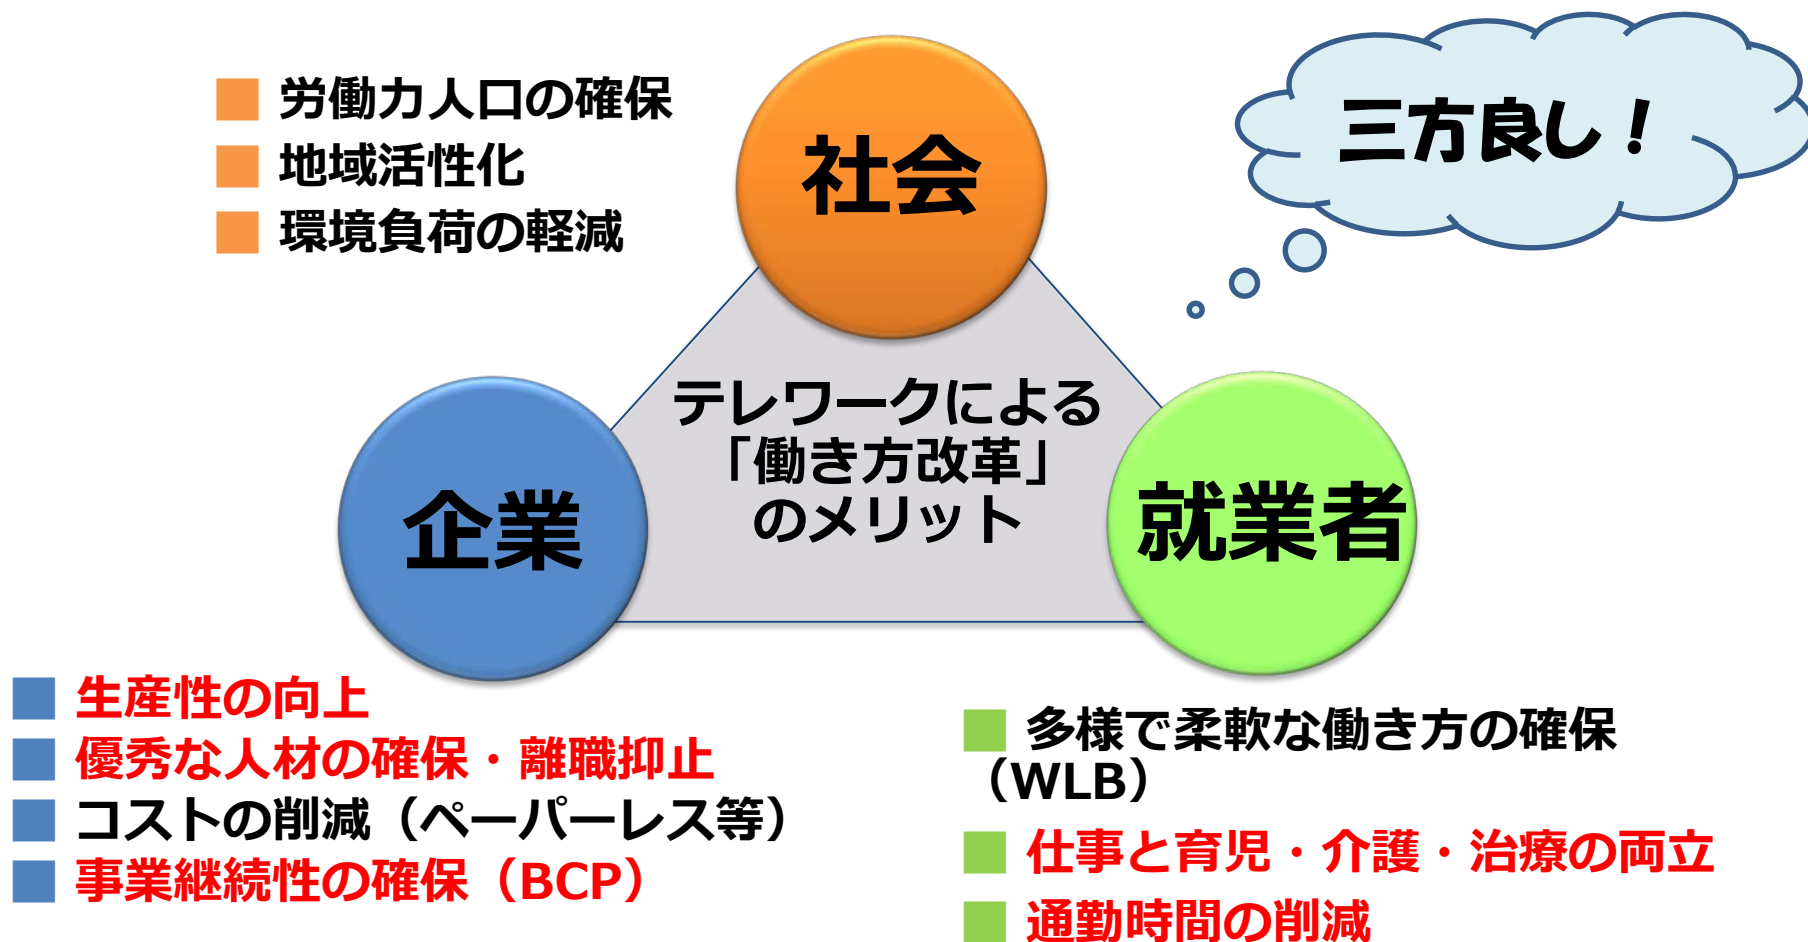 ■ 労働力人口の確保
■ 地域活性化
■ 環境負荷の軽減
社会
三方良し！
テレワークによる
「働き方改革」
のメリット
企業
就業者
■ 生産性の向上
■ 優秀な人材の確保・離職抑止
■ コストの削減（ペーパーレス等）
■ 事業継続性の確保（BCP）
■ 多様で柔軟な働き方の確保
（WLB）
■ 仕事と育児・介護・治療の両立
■ 通勤時間の削減